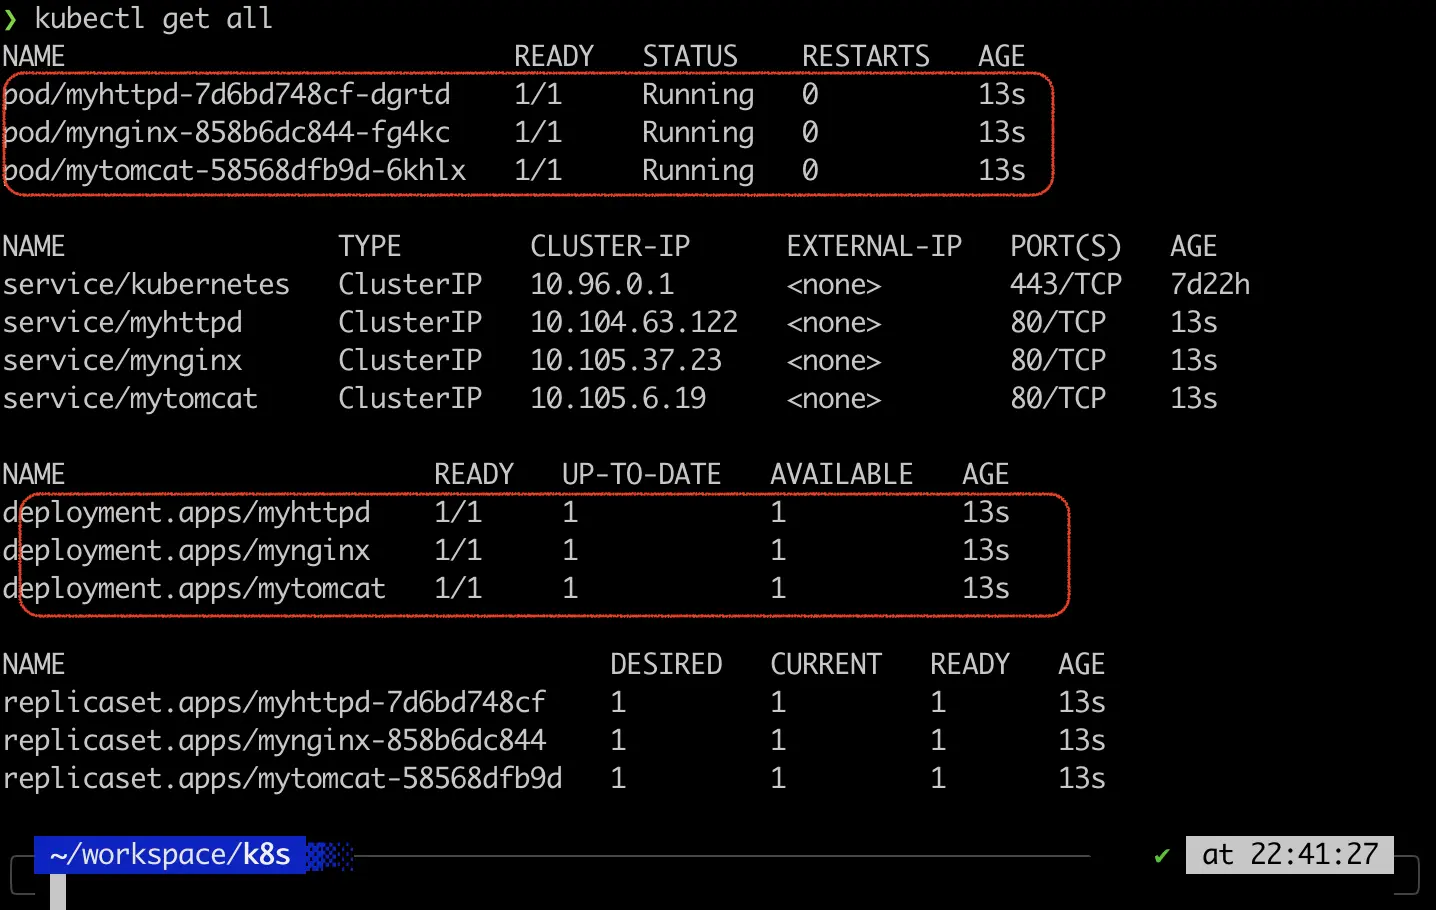 ❯ kubectl get all
NAME READY STATUS RESTARTS AGE
pod/myhttpd-7d6bd748cf-dgrtd 1/1 Running 0 13s
pod/mynginx-858b6dc844-fg4kc 1/1 Running 0 13s
pod/mytomcat-58568dfb9d-6khlx 1/1 Running 0 13s
NAME TYPE CLUSTER-IP EXTERNAL-IP PORT(S) AGE
service/kubernetes ClusterIP 10.96.0.1 <none> 443/TCP 7d22h
service/myhttpd ClusterIP 10.104.63.122 <none> 80/TCP 13s
service/mynginx ClusterIP 10.105.37.23 <none> 80/TCP 13s
service/mytomcat ClusterIP 10.105.6.19 <none> 80/TCP 13s
NAME READY UP-TO-DATE AVAILABLE AGE
deployment.apps/myhttpd 1/1 1 1 13s
deployment.apps/mynginx 1/1 1 1 13s
deployment.apps/mytomcat 1/1 1 1 13s
NAME DESIRED CURRENT READY AGE
replicaset.apps/myhttpd-7d6bd748cf 1 1 1 13s
replicaset.apps/mynginx-858b6dc844 1 1 1 13s
replicaset.apps/mytomcat-58568dfb9d 1 1 1 13s
~/workspace/k8s ✔ at 22:41:27